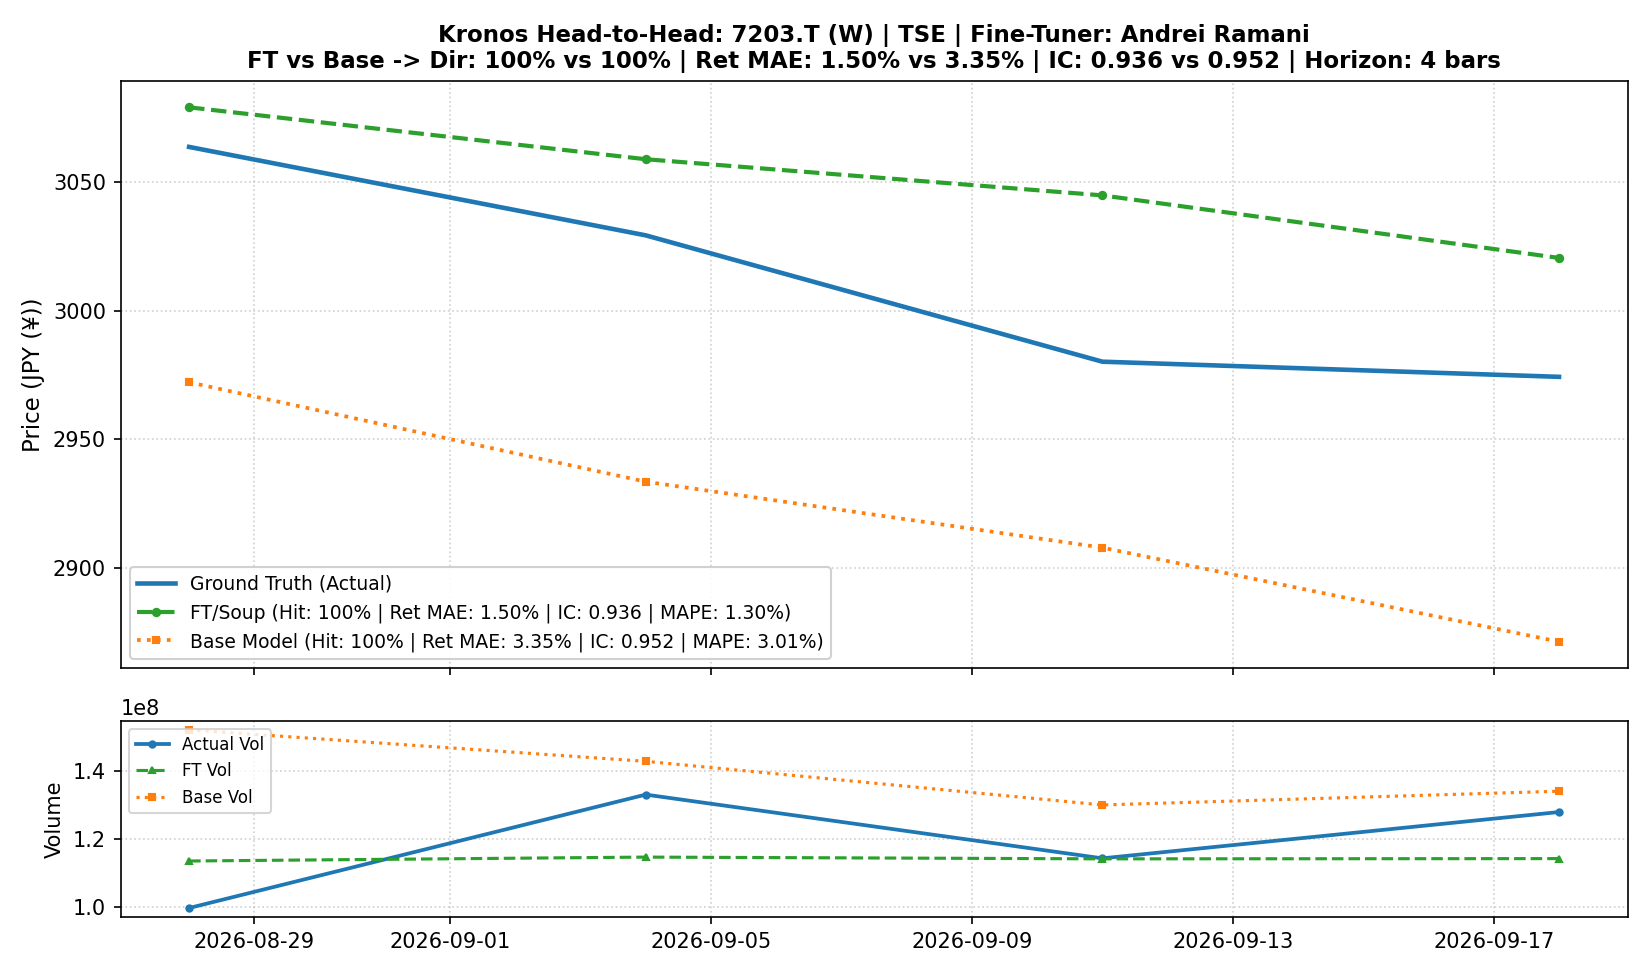 Kronos Head-to-Head: 7203.T (W) | TSE | Fine-Tuner: Andrei Ramani
FT vs Base -> Dir: 100% vs 100% | Ret MAE: 1.50% vs 3.35% | IC: 0.936 vs 0.952 | Horizon: 4 bars
Price (JPY (¥))
3050
3000
2950
2900
Ground Truth (Actual)
FT/Soup (Hit: 100% | Ret MAE: 1.50% | IC: 0.936 | MAPE: 1.30%)
Base Model (Hit: 100% | Ret MAE: 3.35% | IC: 0.952 | MAPE: 3.01%)
1e8
Volume
1.4
1.2
1.0
Actual Vol
FT Vol
Base Vol
2026-08-29 2026-09-01 2026-09-05 2026-09-09 2026-09-13 2026-09-17